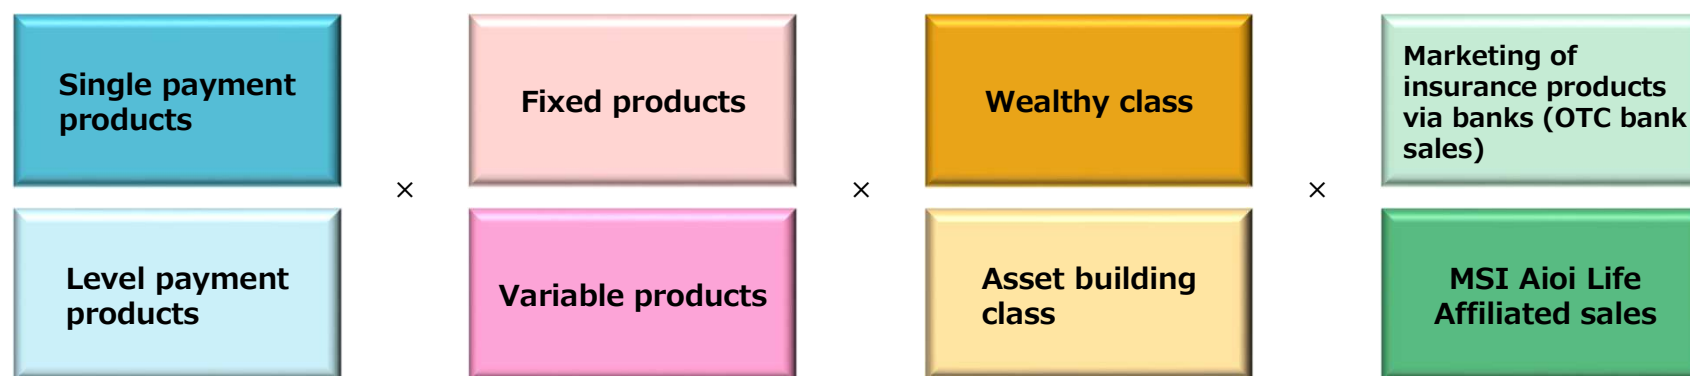 Single payment
products
Level payment
products
×
Fixed products
Variable products
×
Wealthy class
Asset building
class
×
Marketing of
insurance products
via banks (OTC bank
sales)
MSI Aioi Life
Affiliated sales